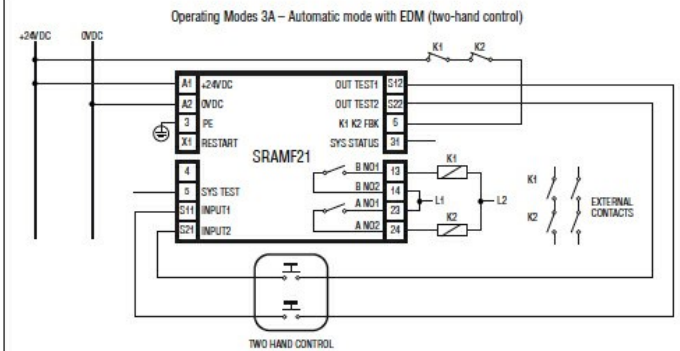 Operating Modes 3A – Automatic mode with EDM (two-hand control)
+24VDC 0VDC
K1 K2
A1 +24VDC OUT TEST1 S12
A2 0VDC OUT TEST2 S22
3 PE K1 K2 FBK 6
X1 RESTART SYS STATUS 31
SRAMF21
4 B NO1 13 K1
5 SYS TEST B NO2 14 L1 L2
S11 INPUT1 A NO1 23
S21 INPUT2 A NO2 24 K2
K1
K2
EXTERNAL
CONTACTS
TWO HAND CONTROL